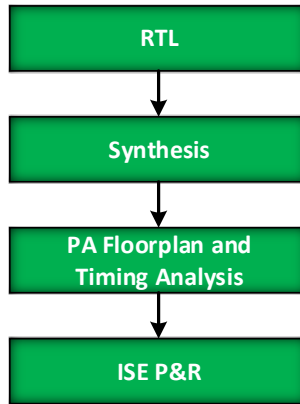 RTL
Synthesis
PA Floorplan and
Timing Analysis
ISE P&R